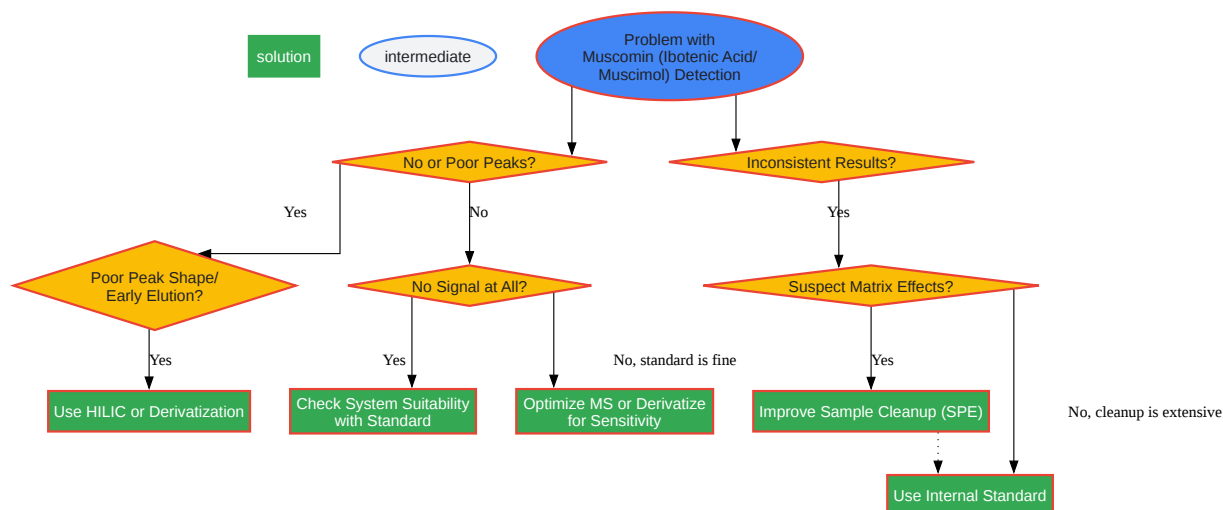 solution
intermediate
Problem with
Muscomin (Ibotenic Acid/
Muscimol) Detection
No or Poor Peaks?
Inconsistent Results?
Yes
No
Yes
Poor Peak Shape/
Early Elution?
No Signal at All?
Suspect Matrix Effects?
Yes
Yes
No, standard is fine
Yes
No, cleanup is extensive
Use HILIC or Derivatization
Check System Suitability
with Standard
Optimize MS or Derivatize
for Sensitivity
Improve Sample Cleanup (SPE)
Use Internal Standard